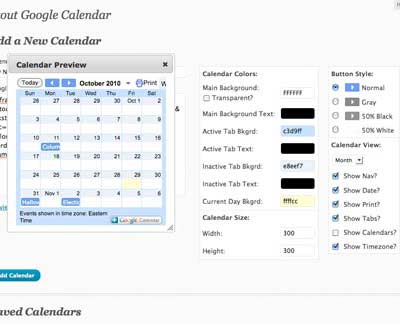 out Google Calendar
dd a New Calendar
Calendar Preview
Today
October 2010
Print
W
Sun Mon Tue Wed Thu Fri Sat
26 27 28 29 30 Oct 1 2
3 4 5 6 7 8 9
10 11 12 13 14 15 16
Colum
17 18 19 20 21 22 23
24 25 26 27 28 29 30
31 Nov 1 2 3 4 5 6
Hallow Electic
Events shown in time zone: Eastern
Time
Google Calendar
dd Calendar
Calendar Colors:
Main Background: FFFFFF
Transparent?
Main Background Text:
Active Tab Bkgrd: c3d9ff
Active Tab Text:
Inactive Tab Bkgrd: e8eef7
Inactive Tab Text:
Current Day Bkgrd: ffffcc
Calendar Size:
Width: 300
Height: 300
Button Style:
Normal
Gray
50% Black
50% White
Calendar View:
Month
Show Nav?
Show Date?
Show Print?
Show Tabs?
Show Calendars?
Show Timezone?
aved Calendars